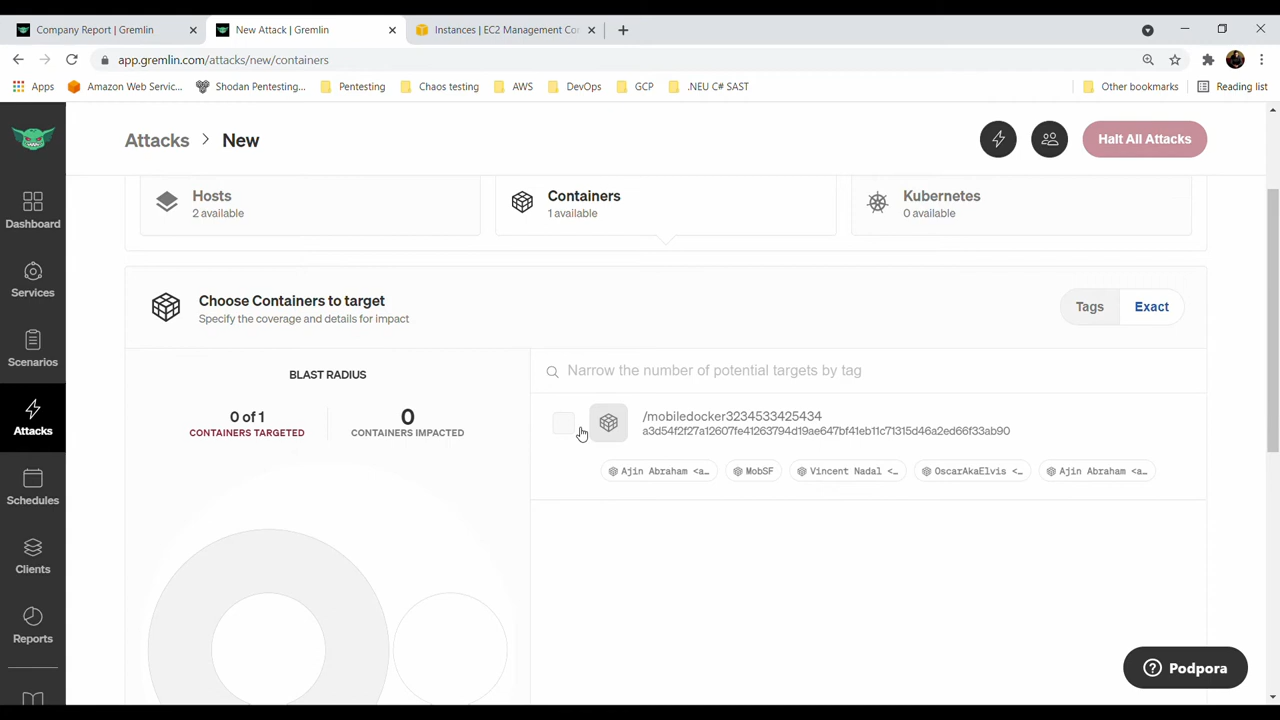 Company Report | Gremlin
New Attack | Gremlin
Instances | EC2 Management Con
app.gremlin.com/attacks/new/containers
Apps
Amazon Web Servic...
Shodan Pentesting...
Pentesting
Chaos testing
AWS
DevOps
GCP
.NEU C# SAST
Other bookmarks
Reading list
Attacks > New
Halt All Attacks
Dashboard
Services
Scenarios
Attacks
Schedules
Clients
Reports
Hosts
2 available
Containers
1 available
Kubernetes
0 available
Choose Containers to target
Specify the coverage and details for impact
Tags
Exact
BLAST RADIUS
0 of 1
CONTAINERS TARGETED
0
CONTAINERS IMPACTED
Narrow the number of potential targets by tag
/mobiledocker3234533425434
a3d54f2f27a12607fe41263794d19ae647bf41eb11c71315d46a2ed66f33ab90
Ajin Abraham <a…
MobSF
Vincent Nadal <…
OscarAkaElvis <…
Ajin Abraham <a…
Podpora